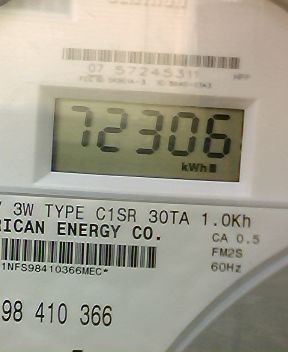 07 57245311
72306
kWh
3W TYPE C1SR 30TA 1.0Kh
RICAN ENERGY CO.
CA 0.5
FM2S
1NFS98410366MEC*
60Hz
98 410 366